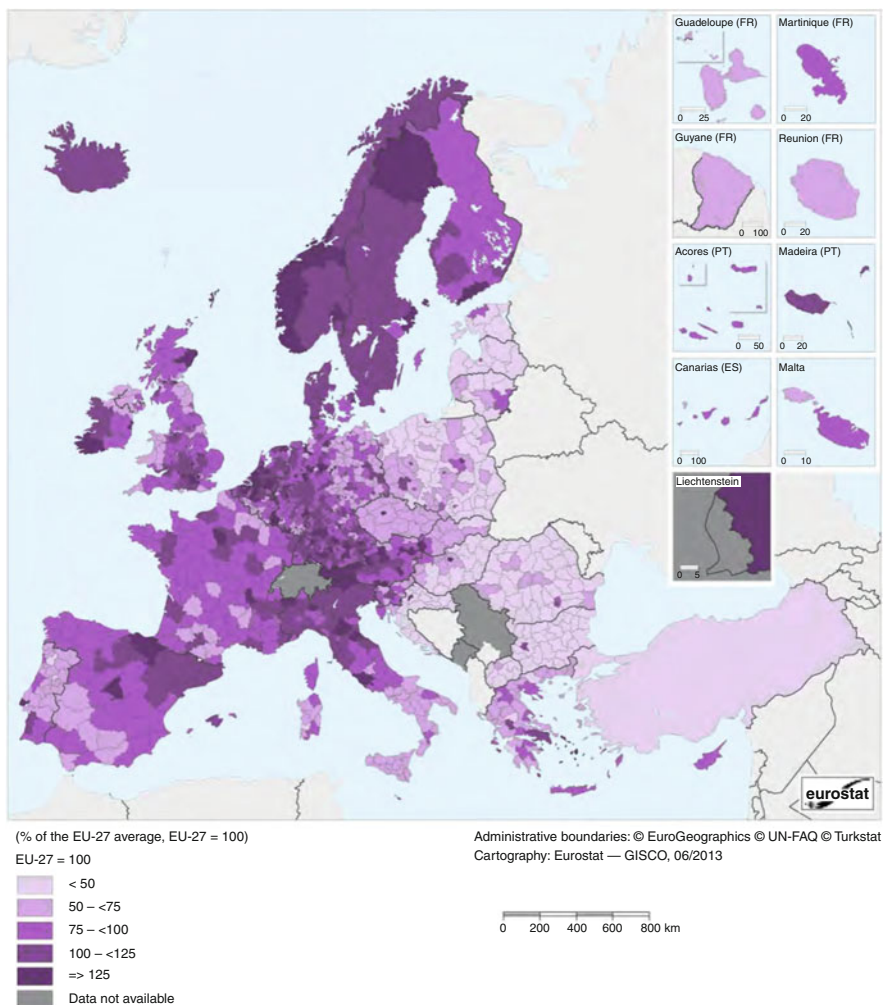 Guadeloupe (FR)
0 25
Martinique (FR)
0 20
Guyane (FR)
0 100
Reunion (FR)
0 20
Acores (PT)
0 50
Madeira (PT)
0 20
Canarias (ES)
0 100
Malta
0 10
Liechtenstein
0 5
eurostat
(% of the EU-27 average, EU-27 = 100)
EU-27 = 100
< 50
50 – <75
75 – <100
100 – <125
=> 125
Data not available
Administrative boundaries: © EuroGeographics © UN-FAQ © Turkstat
Cartography: Eurostat — GISCO, 06/2013
0 200 400 600 800 km